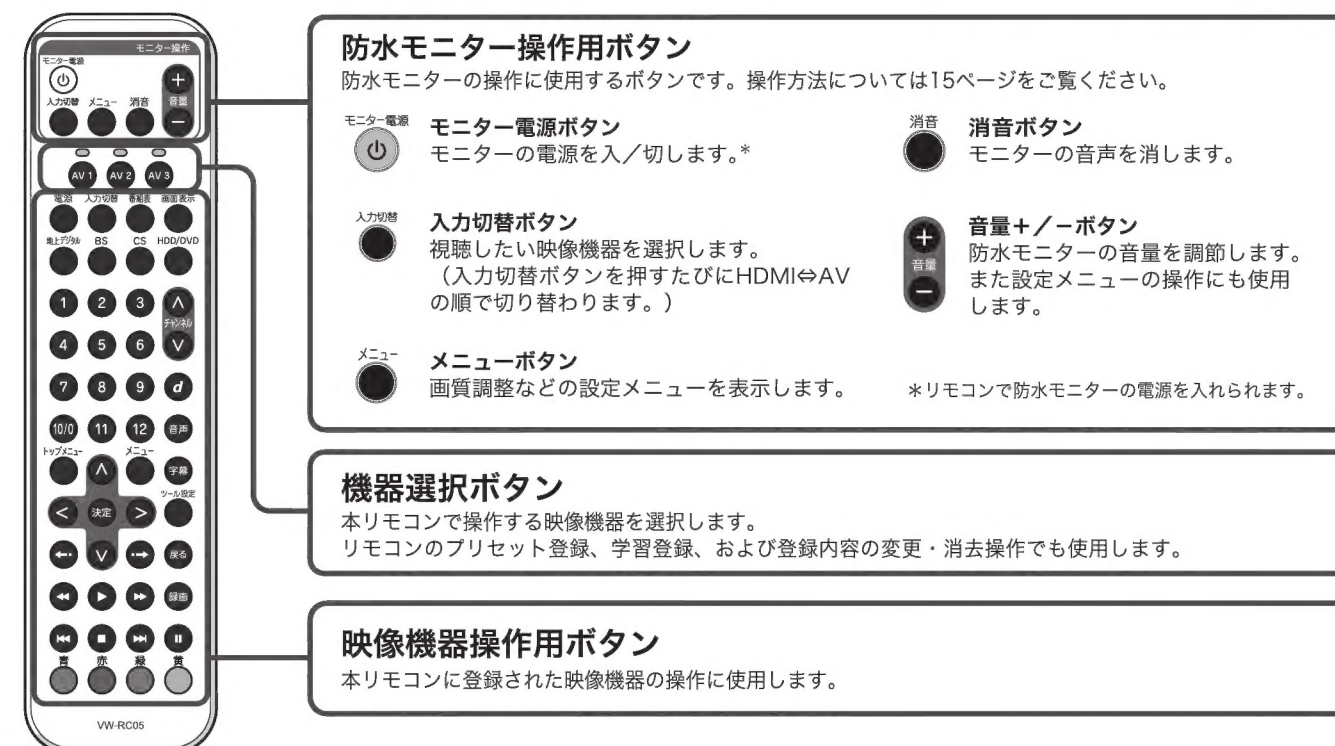 モニター操作
モニター電源
入力切替 メニュー 消音 音量
AV 1 AV 2 AV 3
電源 入力切替 番組表 画面表示
地上デジタル BS CS HDD/DVD
1 2 3
チャンネル
4 5 6
7 8 9 d
10/0 11 12 音声
トップメニュー メニュー 字幕
ツール設定
決定
戻る
録画
青 赤 緑 黄
VW-RC05
防水モニター操作用ボタン
防水モニターの操作に使用するボタンです。操作方法については15ページをご覧ください。
モニター電源 モニター電源ボタン
モニターの電源を入/切します。*
入力切替 入力切替ボタン
視聴したい映像機器を選択します。
(入力切替ボタンを押すたびにHDMI⇔AV
の順で切り替わります。)
メニュー メニューボタン
画質調整などの設定メニューを表示します。
消音 消音ボタン
モニターの音声を消します。
音量 音量+/-ボタン
防水モニターの音量を調節します。
また設定メニューの操作にも使用
します。
*リモコンで防水モニターの電源を入れられます。
機器選択ボタン
本リモコンで操作する映像機器を選択します。
リモコンのプリセット登録、学習登録、および登録内容の変更・消去操作でも使用します。
映像機器操作用ボタン
本リモコンに登録された映像機器の操作に使用します。